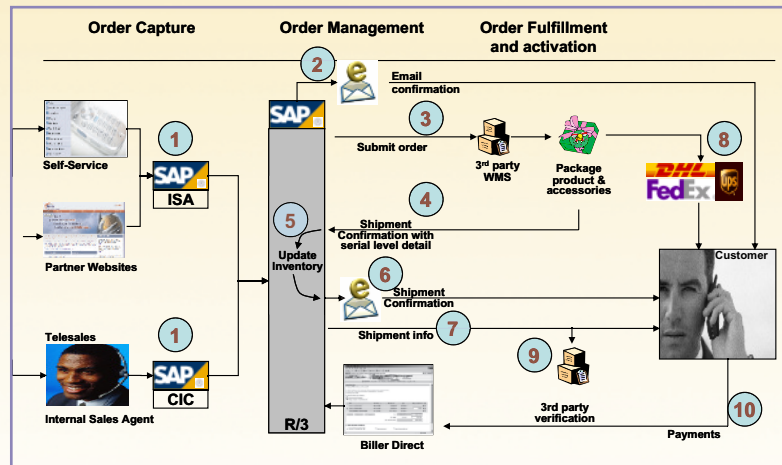 Order Capture
Order Management
Order Fulfillment
and activation
2
e
Email
confirmation
SAP
3
Submit order
3rd party
WMS
Package
product &
accessories
8
DHL
FedEx
ups
Self-Service
1
SAP
ISA
Partner Websites
4
Shipment
Confirmation with
serial level detail
5
Update
Inventory
Customer
6
e
Shipment
Confirmation
7
Shipment info
Telesales
1
SAP
CIC
Internal Sales Agent
9
3rd party
verification
10
Payments
R/3
Biller Direct